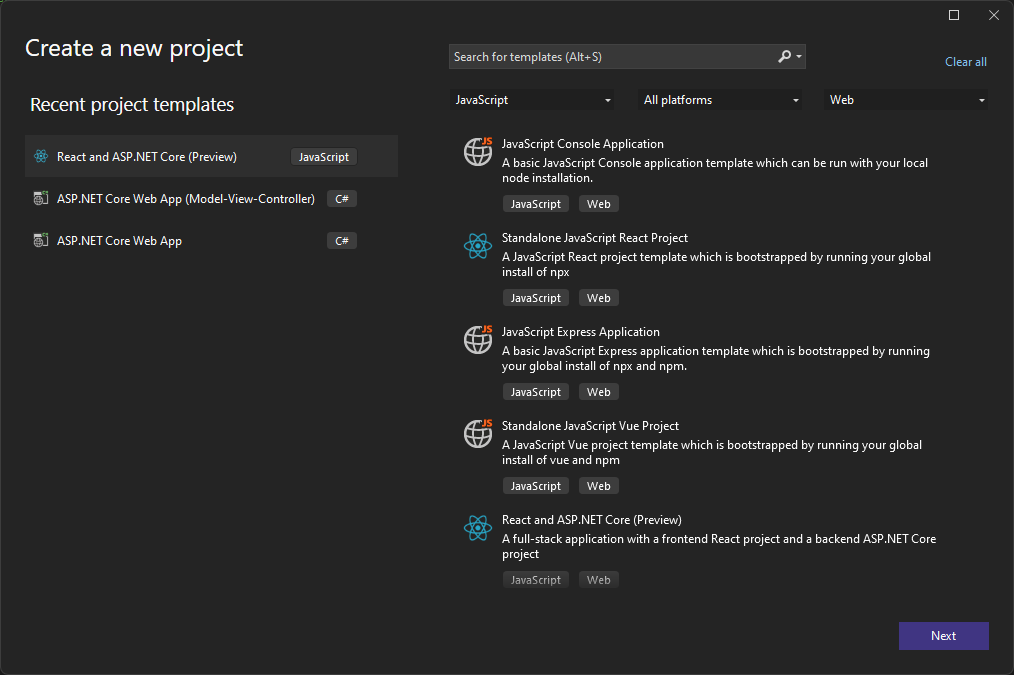 Create a new project
Search for templates (Alt+S)
Clear all
Recent project templates
JavaScript
All platforms
Web
React and ASP.NET Core (Preview)
JavaScript
ASP.NET Core Web App (Model-View-Controller)
C#
ASP.NET Core Web App
C#
JS
JavaScript Console Application
A basic JavaScript Console application template which can be run with your local
node installation.
JavaScript
Web
Standalone JavaScript React Project
A JavaScript React project template which is bootstrapped by running your global
install of npx
JavaScript
Web
JS
JavaScript Express Application
A basic JavaScript Express application template which is bootstrapped by running
your global install of npx and npm.
JavaScript
Web
JS
Standalone JavaScript Vue Project
A JavaScript Vue project template which is bootstrapped by running your global
install of vue and npm
JavaScript
Web
React and ASP.NET Core (Preview)
A full-stack application with a frontend React project and a backend ASP.NET Core
project
JavaScript
Web
Next